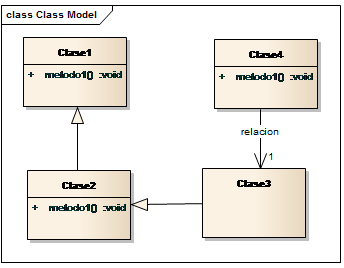 class Class Model
Clase1
+ metodo1() :void
Clase4
+ metodo1() :void
relacion
1
Clase2
+ metodo1() :void
Clase3